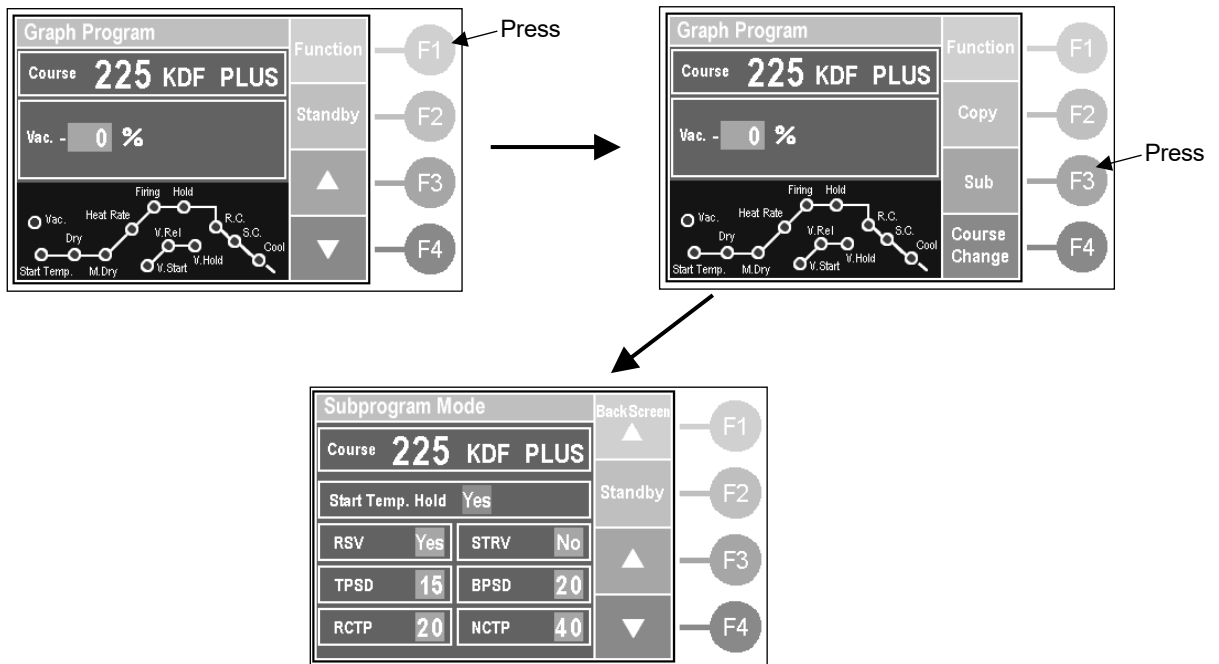 Graph Program
Function
F1
Press
Course 225 KDF PLUS
Standby
F2
Vac. - 0 %
▲
F3
Firing Hold
Vac. Heat Rate R.C.
Dry V.Rel S.C.
V.Hold Cool
Start Temp. M.Dry V.Start
▼
F4
Graph Program
Function
F1
Course 225 KDF PLUS
Copy
F2
Vac. - 0 %
Sub
F3
Press
Firing Hold
Vac. Heat Rate R.C.
Dry V.Rel S.C.
V.Hold Cool
Start Temp. M.Dry V.Start
Course
Change
F4
Subprogram Mode
BackScreen
▲
F1
Course 225 KDF PLUS
Standby
F2
Start Temp. Hold Yes
RSV Yes STRV No
▲
F3
TPSD 15 BPSD 20
RCTP 20 NCTP 40
▼
F4